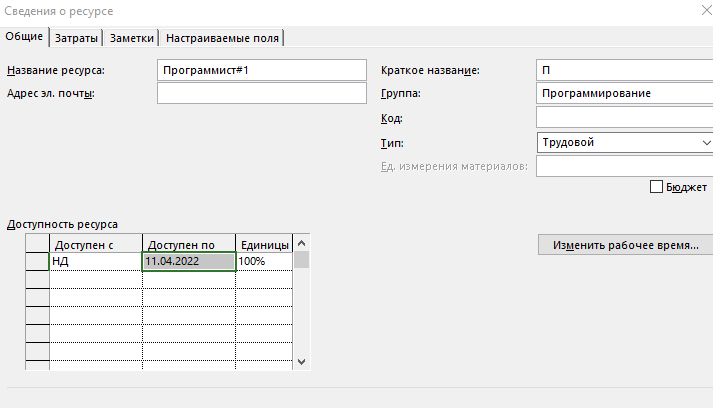 Сведения о ресурсе
Общие Затраты Заметки Настраиваемые поля
Название ресурса: Программист#1 Краткое название: П
Адрес эл. почты: Группа: Программирование
Код:
Тип: Трудовой
Ед. измерения материалов:
Бюджет
Доступность ресурса
Доступен с Доступен по Единицы Изменить рабочее время...
НД 11.04.2022 100%